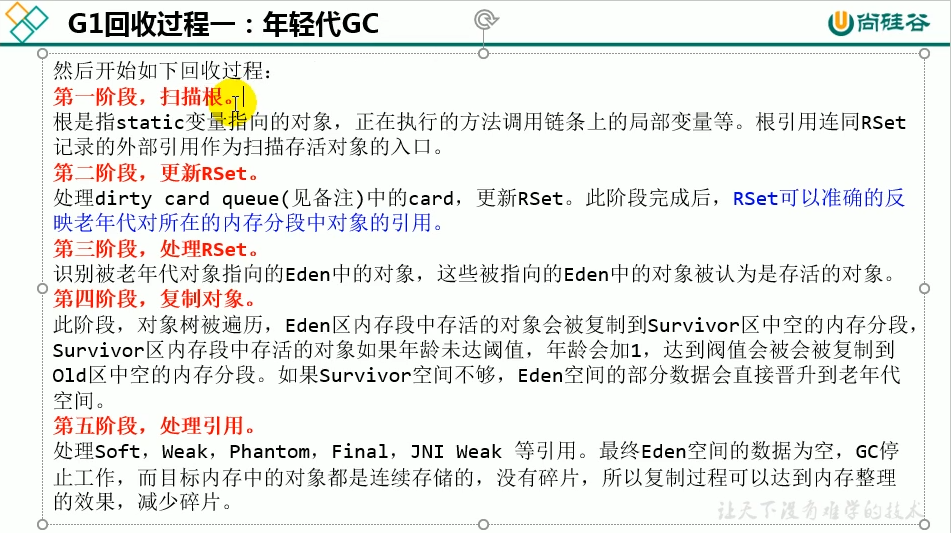 G1回收过程一：年轻代GC
尚硅谷
然后开始如下回收过程：
第一阶段，扫描根。
根是指static变量指向的对象，正在执行的方法调用链条上的局部变量等。根引用连同RSet
记录的外部引用作为扫描存活对象的入口。
第二阶段，更新RSet。
处理dirty card queue(见备注)中的card，更新RSet。此阶段完成后，RSet可以准确的反
映老年代对所在的内存分段中对象的引用。
第三阶段，处理RSet。
识别被老年代对象指向的Eden中的对象，这些被指向的Eden中的对象被认为是存活的对象。
第四阶段，复制对象。
此阶段，对象树被遍历，Eden区内存段中存活的对象会被复制到Survivor区中空的内存分段，
Survivor区内存段中存活的对象如果年龄未达阈值，年龄会加1，达到阀值会被会被复制到
Old区中空的内存分段。如果Survivor空间不够，Eden空间的部分数据会直接晋升到老年代
空间。
第五阶段，处理引用。
处理Soft，Weak，Phantom，Final，JNI Weak 等引用。最终Eden空间的数据为空，GC停
止工作，而目标内存中的对象都是连续存储的，没有碎片，所以复制过程可以达到内存整理
的效果，减少碎片。
让天下没有难学的技术